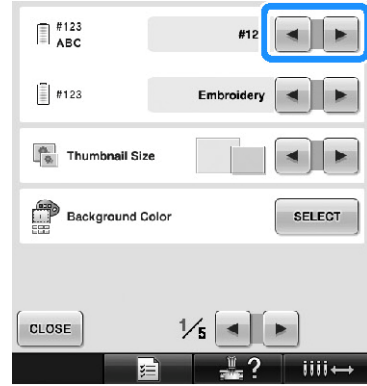 #123
ABC
#12
#123
Embroidery
Thumbnail Size
Background Color
SELECT
CLOSE
1/5
?